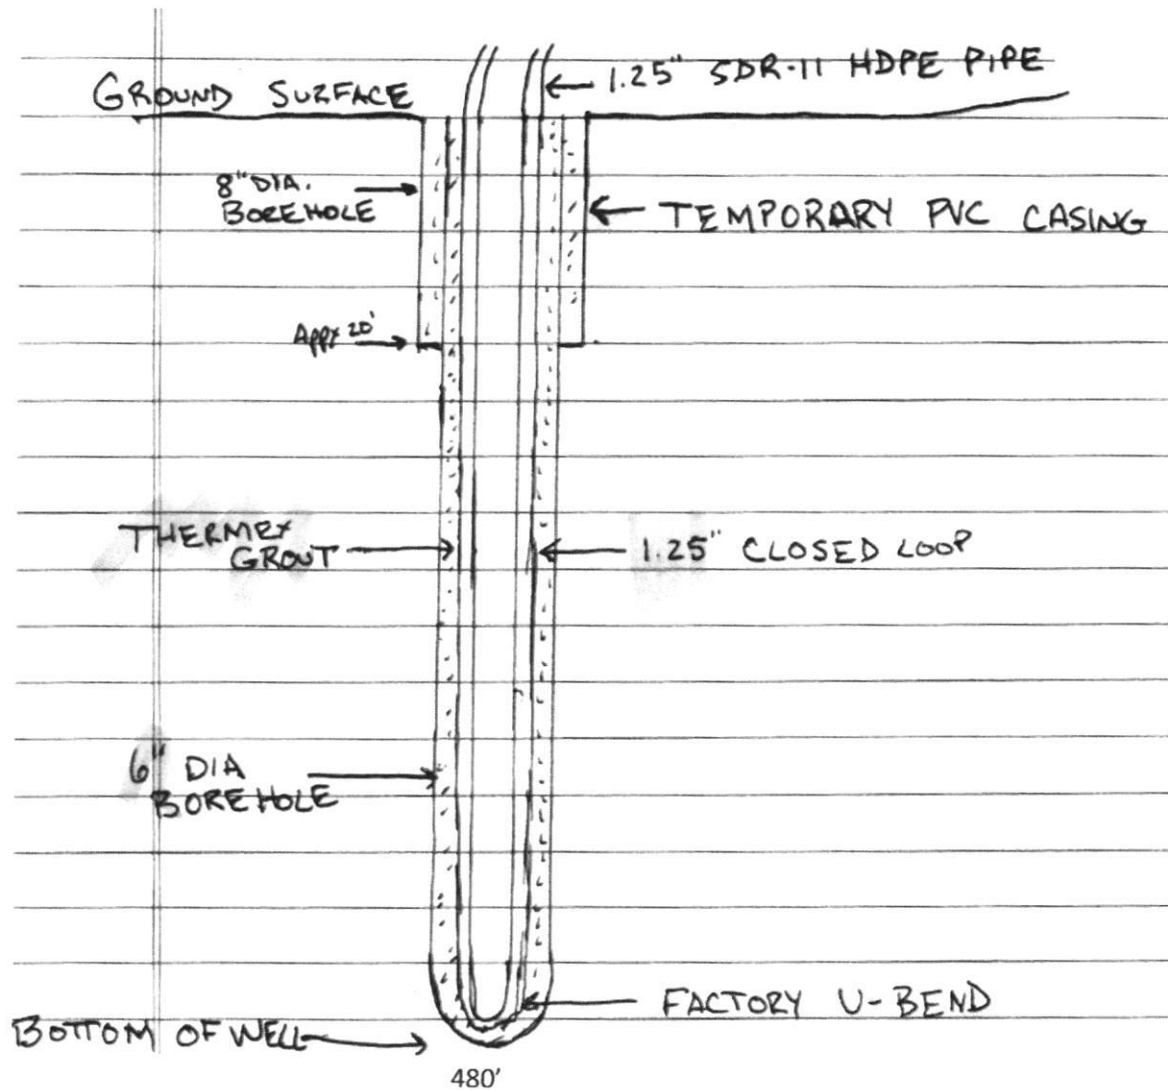 1.25" SDR-11 HDPE PIPE
GROUND SURFACE
8" DIA.
BOREHOLE
TEMPORARY PVC CASING
Appx 20'
THERMEX
GROUT
1.25" CLOSED LOOP
6" DIA
BOREHOLE
FACTORY U-BEND
BOTTOM OF WELL
480'